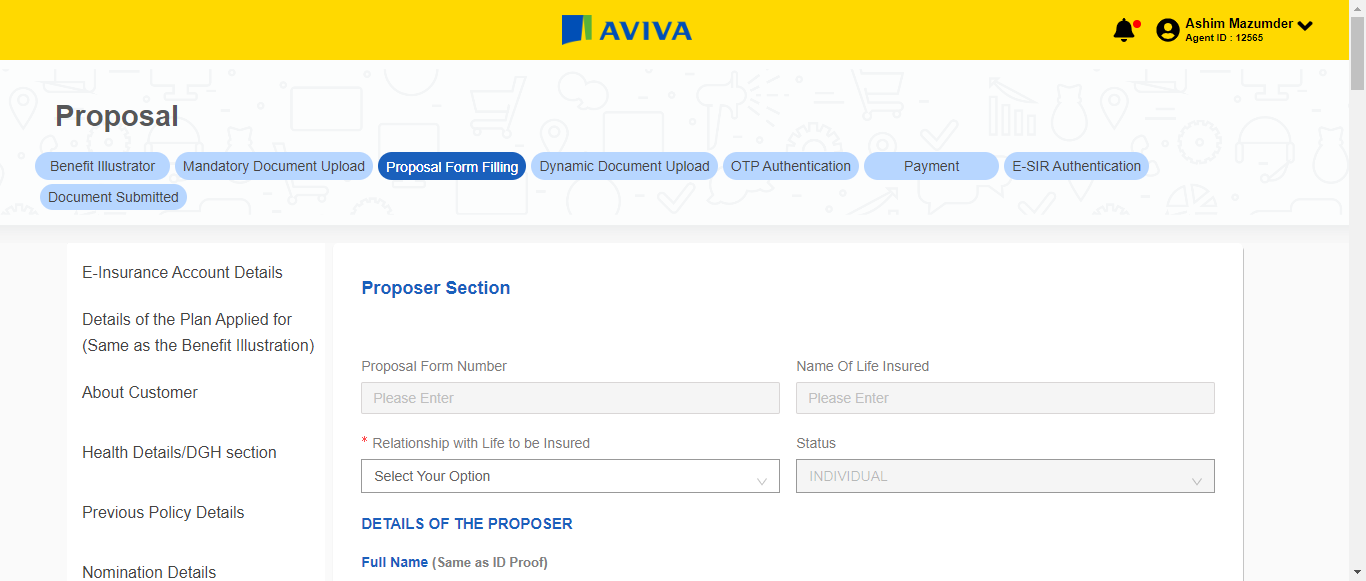 AVIVA
Ashim Mazumder
Agent ID : 12565
Proposal
Benefit Illustrator
Mandatory Document Upload
Proposal Form Filling
Dynamic Document Upload
OTP Authentication
Payment
E-SIR Authentication
Document Submitted
E-Insurance Account Details
Details of the Plan Applied for
(Same as the Benefit Illustration)
About Customer
Health Details/DGH section
Previous Policy Details
Nomination Details
Proposer Section
Proposal Form Number
Name Of Life Insured
Please Enter
Please Enter
* Relationship with Life to be Insured
Status
Select Your Option
INDIVIDUAL
DETAILS OF THE PROPOSER
Full Name (Same as ID Proof)